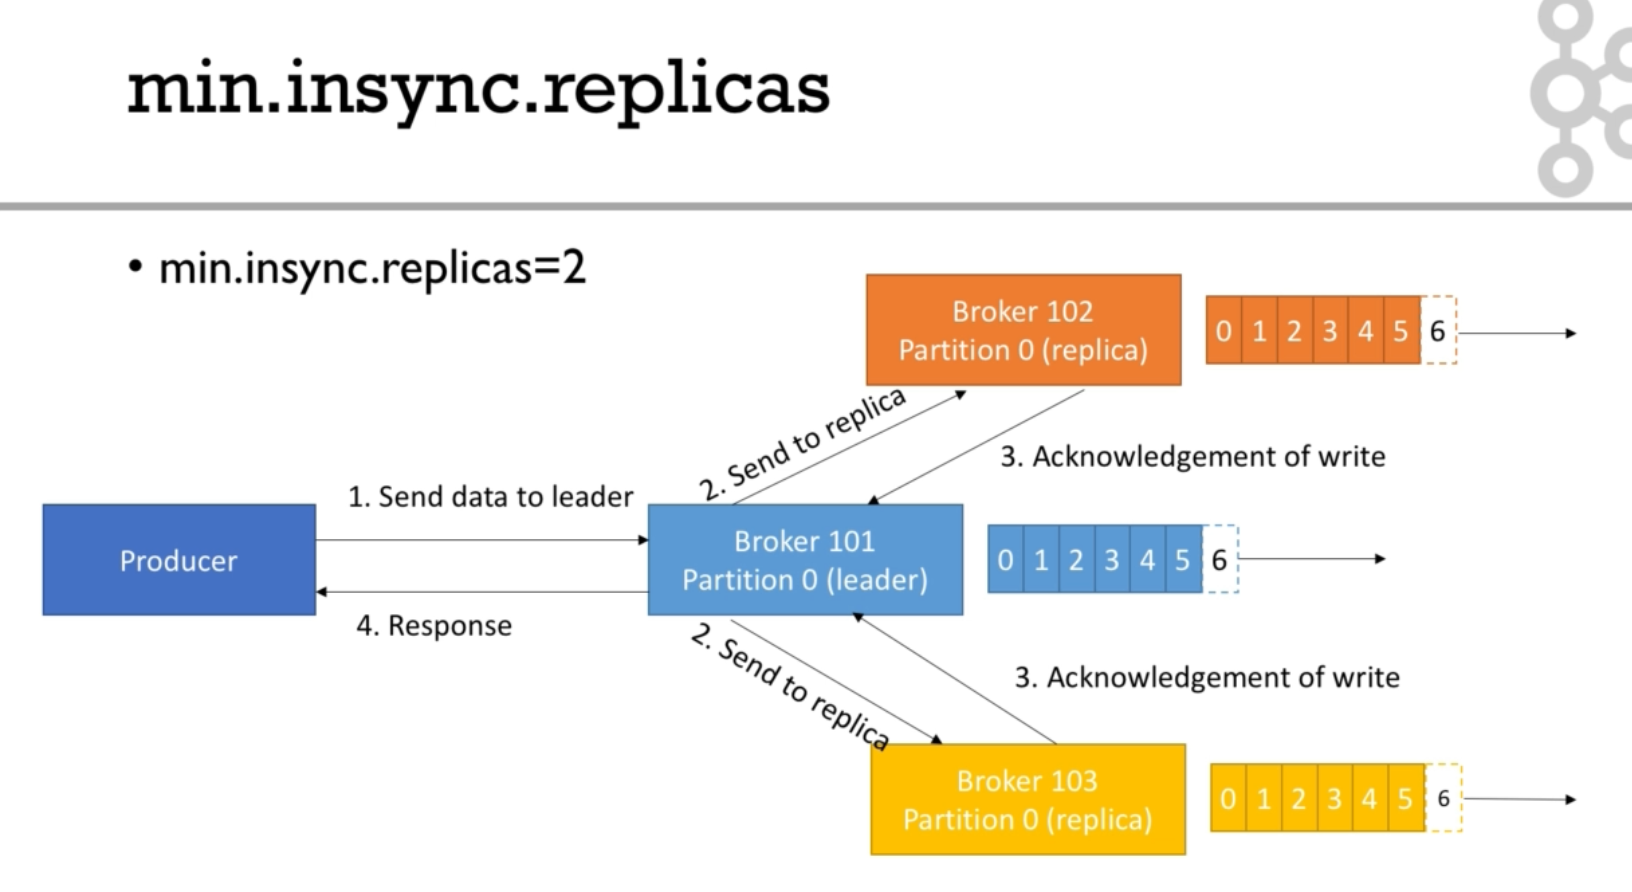 min.insync.replicas
• min.insync.replicas=2
Broker 102
Partition 0 (replica)
0 1 2 3 4 5 6
2. Send to replica
3. Acknowledgement of write
1. Send data to leader
Producer
Broker 101
Partition 0 (leader)
0 1 2 3 4 5 6
4. Response
2. Send to replica
3. Acknowledgement of write
Broker 103
Partition 0 (replica)
0 1 2 3 4 5 6